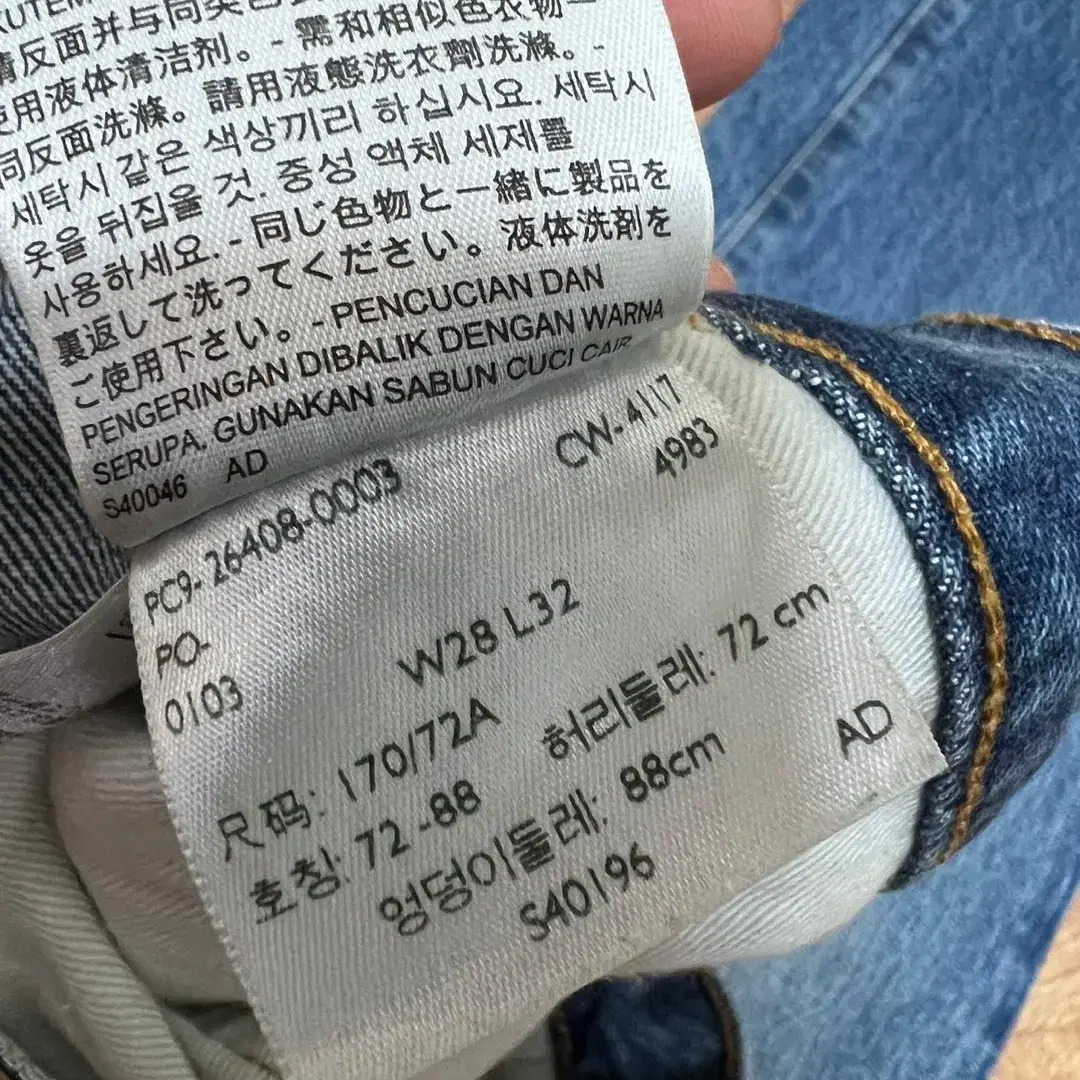 请反面并与同类色
使用液体清洁剂。- 需和相似色衣物一
同反面洗滌。請用液態洗衣劑洗滌。-
세탁시 같은 색상끼리 하십시요. 세탁시
옷을 뒤집을 것. 중성 액체 세제를
사용하세요. - 同じ色物と一緒に製品を
裏返して洗ってください。液体洗剤を
ご使用下さい。- PENCUCIAN DAN
PENGERINGAN DIBALIK DENGAN WARNA
SERUPA. GUNAKAN SABUN CUCI CAIR
S40046 AD
PC9-26408-0003
CW-4117
4983
PO-
0103
W28 L32
尺码: 170/72A
호칭: 72-88 허리둘레: 72 cm
엉덩이둘레: 88cm AD
S40196